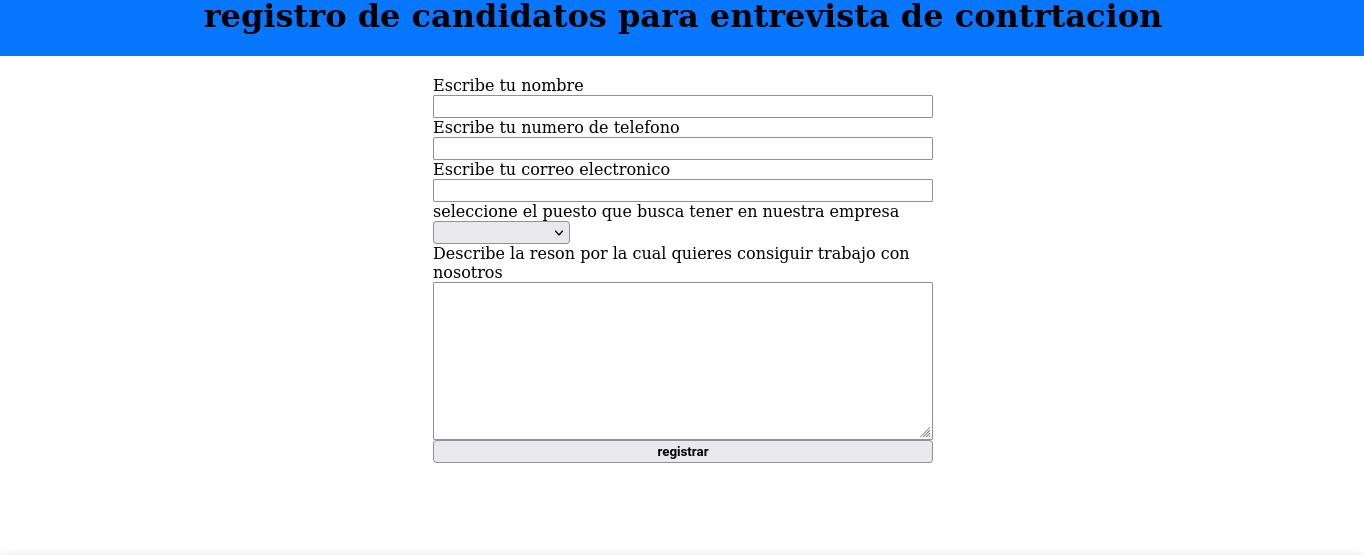 registro de candidatos para entrevista de contrtacion
Escribe tu nombre
Escribe tu numero de telefono
Escribe tu correo electronico
seleccione el puesto que busca tener en nuestra empresa
Describe la reson por la cual quieres consiguir trabajo con
nosotros
registrar